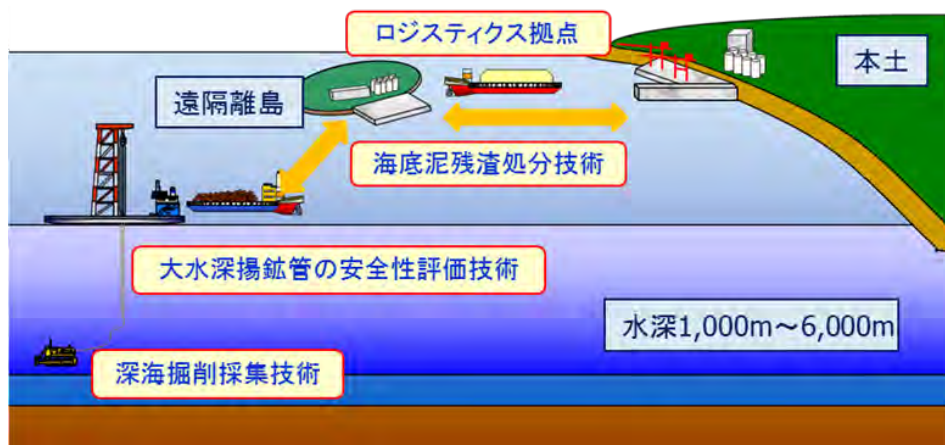 ロジスティクス拠点
本土
遠隔離島
海底泥残渣処分技術
大水深揚鉱管の安全性評価技術
水深1,000m～6,000m
深海掘削採集技術